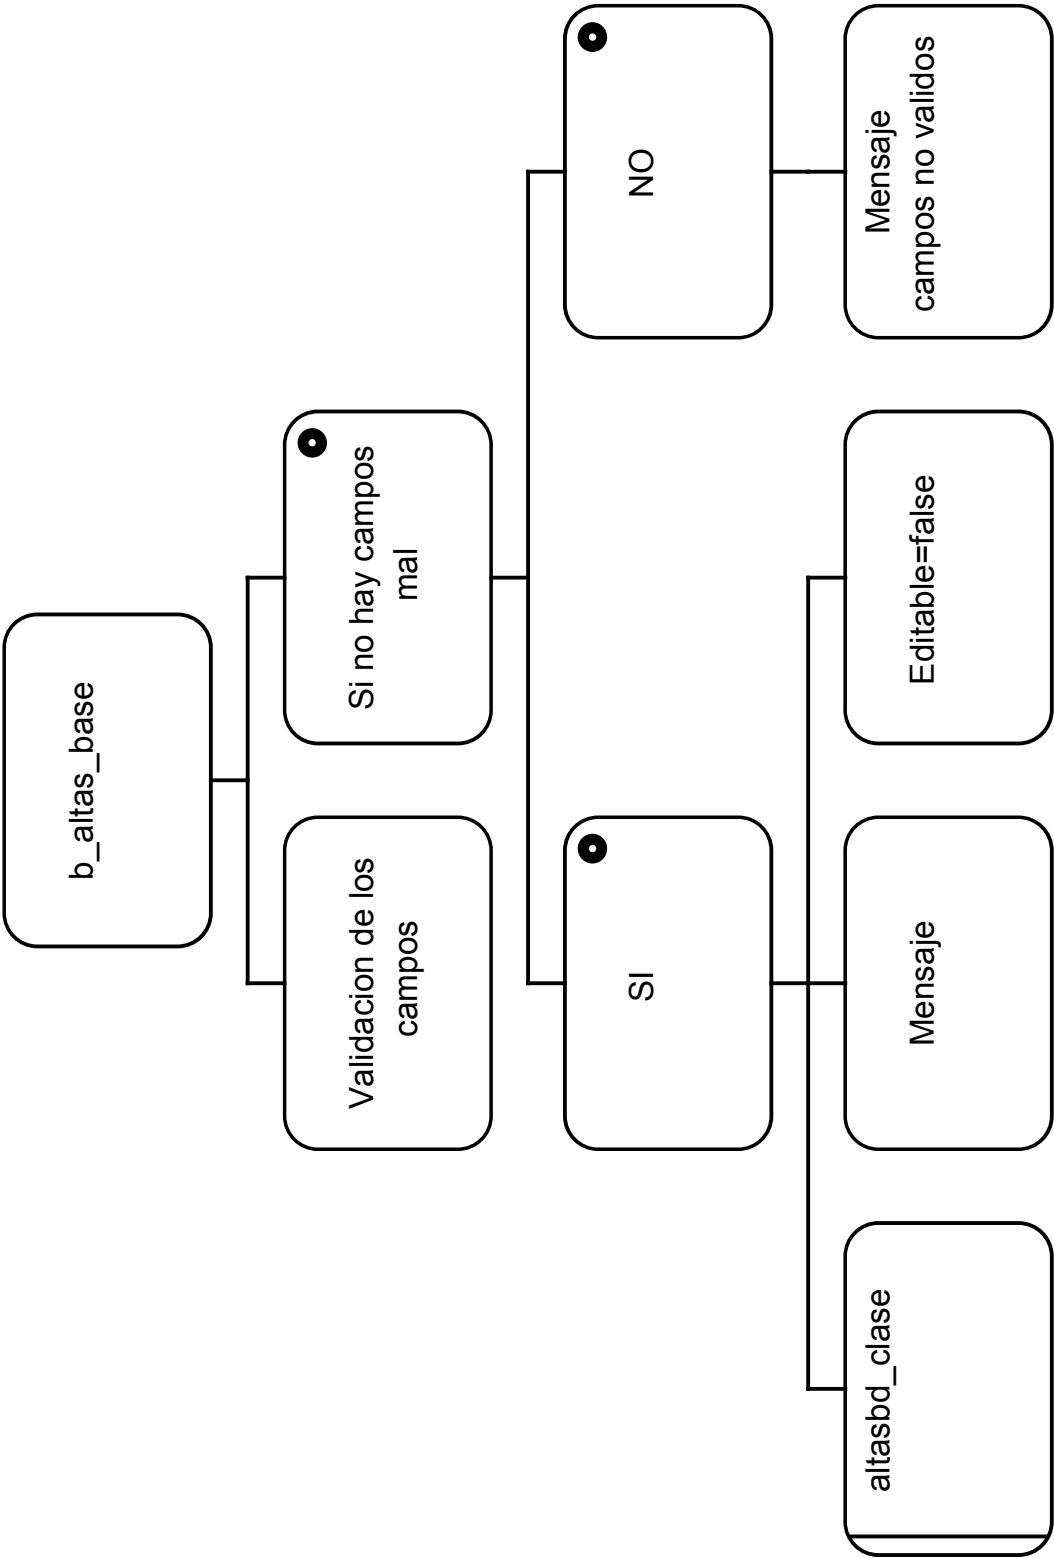 b_altas_base
Validacion de los
campos
Si no hay campos
mal
SI
NO
altasbd_clase
Mensaje
Editable=false
Mensaje
campos no validos